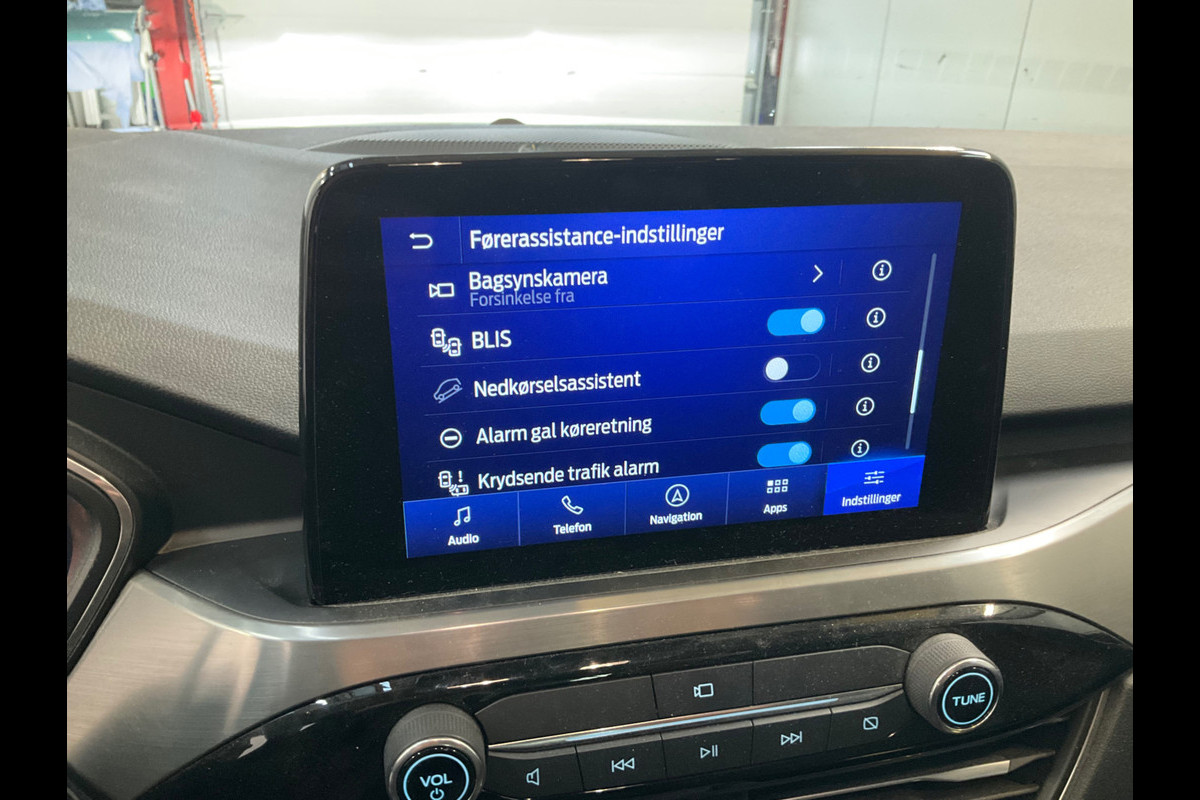 Førerassistance-indstillinger
Bagsynskamera
Forsinkelse fra
BLIS
Nedkørselsassistent
Alarm gal køreretning
Krydsende trafik alarm
Audio
Telefon
Navigation
Apps
Indstillinger
TUNE
VOL